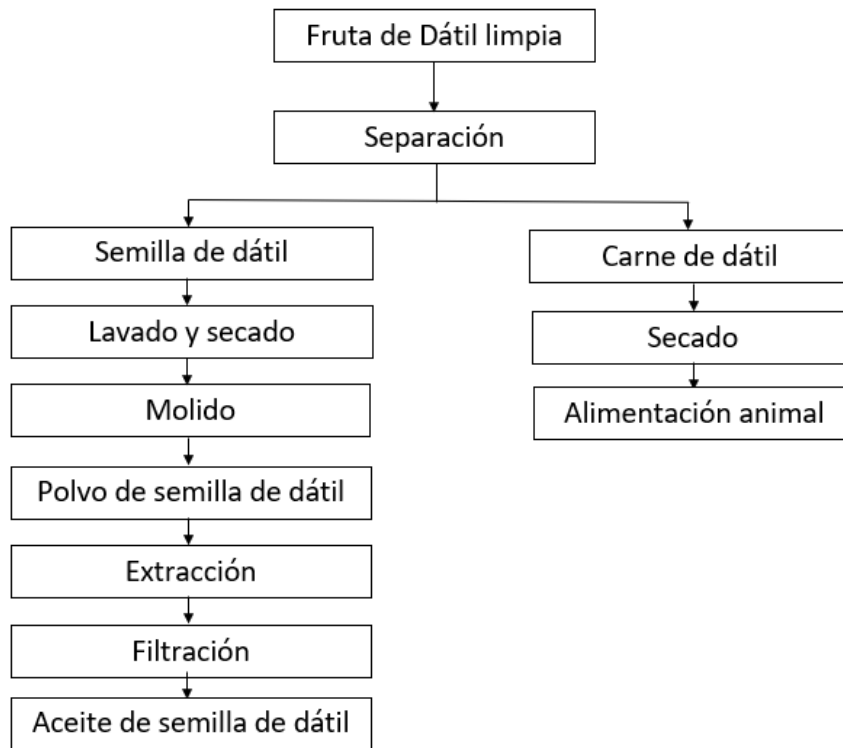 Fruta de Dátil limpia
Separación
Semilla de dátil
Lavado y secado
Molido
Polvo de semilla de dátil
Extracción
Filtración
Aceite de semilla de dátil
Carne de dátil
Secado
Alimentación animal